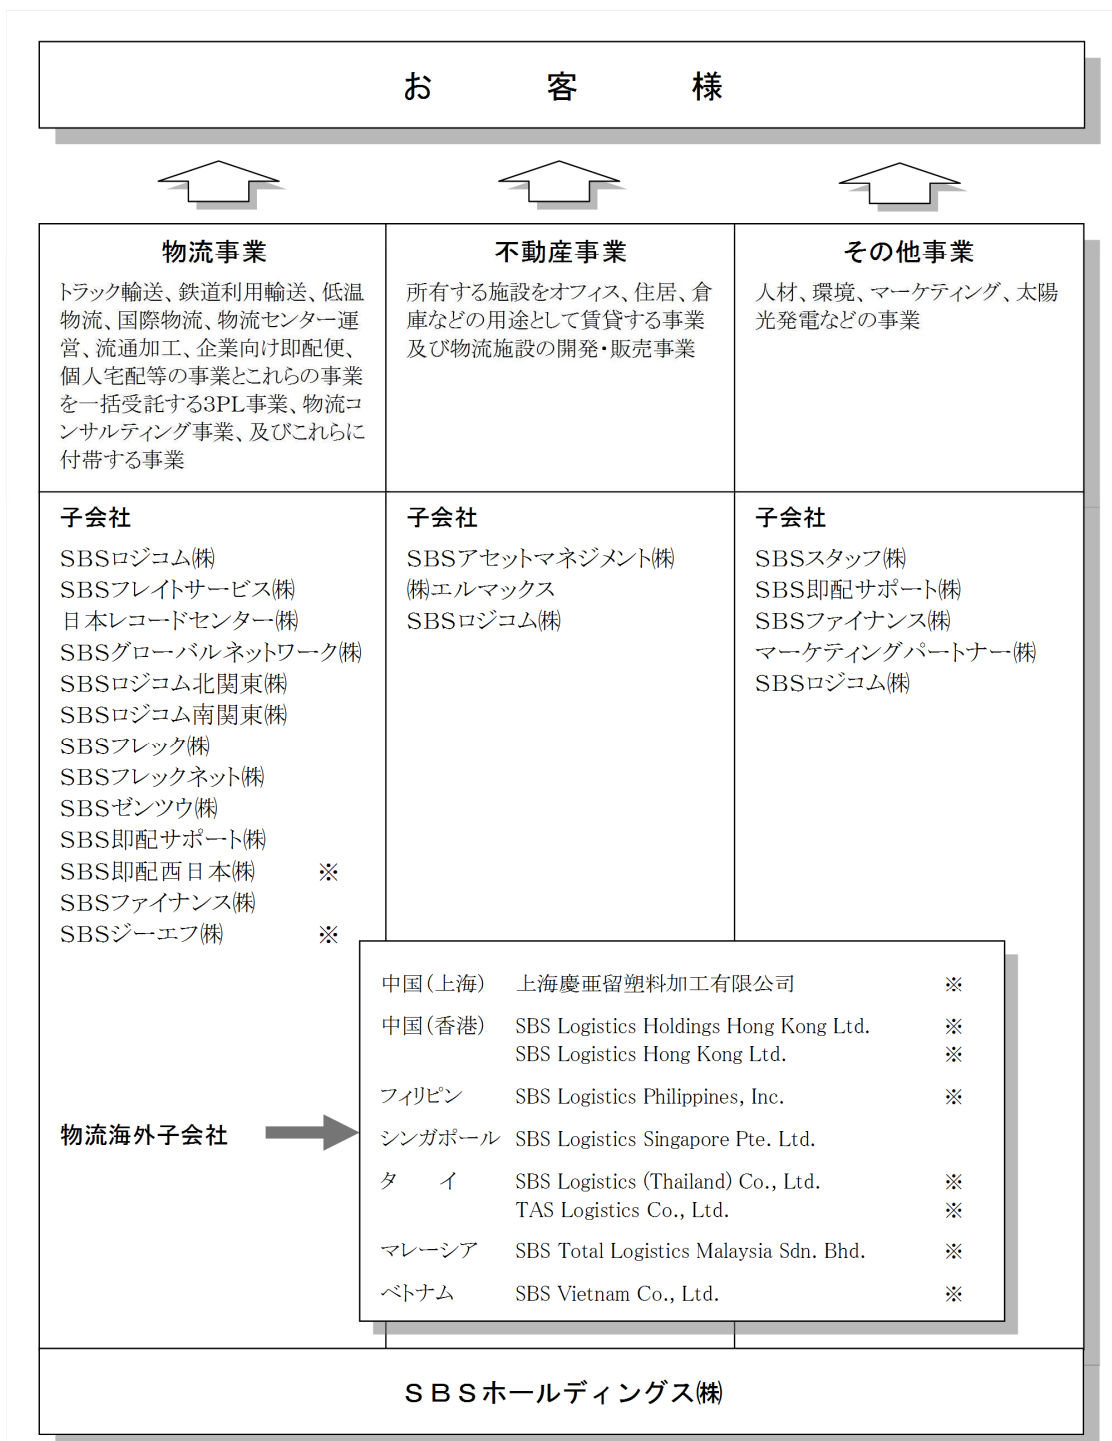 お客様
物流事業
トラック輸送、鉄道利用輸送、低温
物流、国際物流、物流センター運
営、流通加工、企業向け即配便、
個人宅配等の事業とこれらの事業
を一括受託する3PL事業、物流コ
ンサルティング事業、及びこれらに
付帯する事業
不動産事業
所有する施設をオフィス、住居、倉
庫などの用途として賃貸する事業
及び物流施設の開発・販売事業
その他事業
人材、環境、マーケティング、太陽
光発電などの事業
子会社
SBSロジコム㈱
SBSフレイトサービス㈱
日本レコードセンター㈱
SBSグローバルネットワーク㈱
SBSロジコム北関東㈱
SBSロジコム南関東㈱
SBSフレック㈱
SBSフレックネット㈱
SBSゼンツウ㈱
SBS即配サポート㈱
SBS即配西日本㈱ ※
SBSファイナンス㈱
SBSジーエフ㈱ ※
子会社
SBSアセットマネジメント㈱
㈱エルマックス
SBSロジコム㈱
子会社
SBSスタッフ㈱
SBS即配サポート㈱
SBSファイナンス㈱
マーケティングパートナー㈱
SBSロジコム㈱
物流海外子会社
中国(上海) 上海慶亜留塑料加工有限公司 ※
中国(香港) SBS Logistics Holdings Hong Kong Ltd. ※
SBS Logistics Hong Kong Ltd. ※
フィリピン SBS Logistics Philippines, Inc. ※
シンガポール SBS Logistics Singapore Pte. Ltd.
タイ SBS Logistics (Thailand) Co., Ltd. ※
TAS Logistics Co., Ltd. ※
マレーシア SBS Total Logistics Malaysia Sdn. Bhd. ※
ベトナム SBS Vietnam Co., Ltd. ※
SBSホールディングス㈱